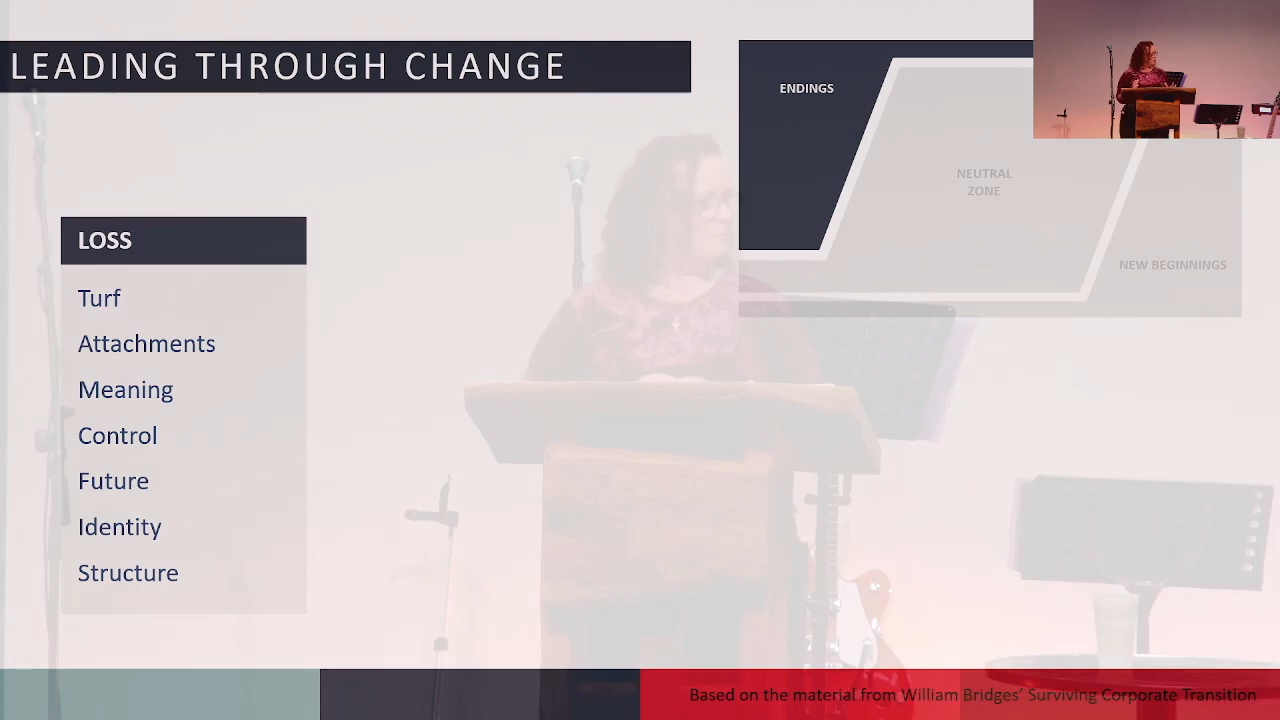 LEADING THROUGH CHANGE
ENDINGS
NEUTRAL
ZONE
NEW BEGINNINGS
LOSS
Turf
Attachments
Meaning
Control
Future
Identity
Structure
Based on the material from William Bridges' Surviving Corporate Transition